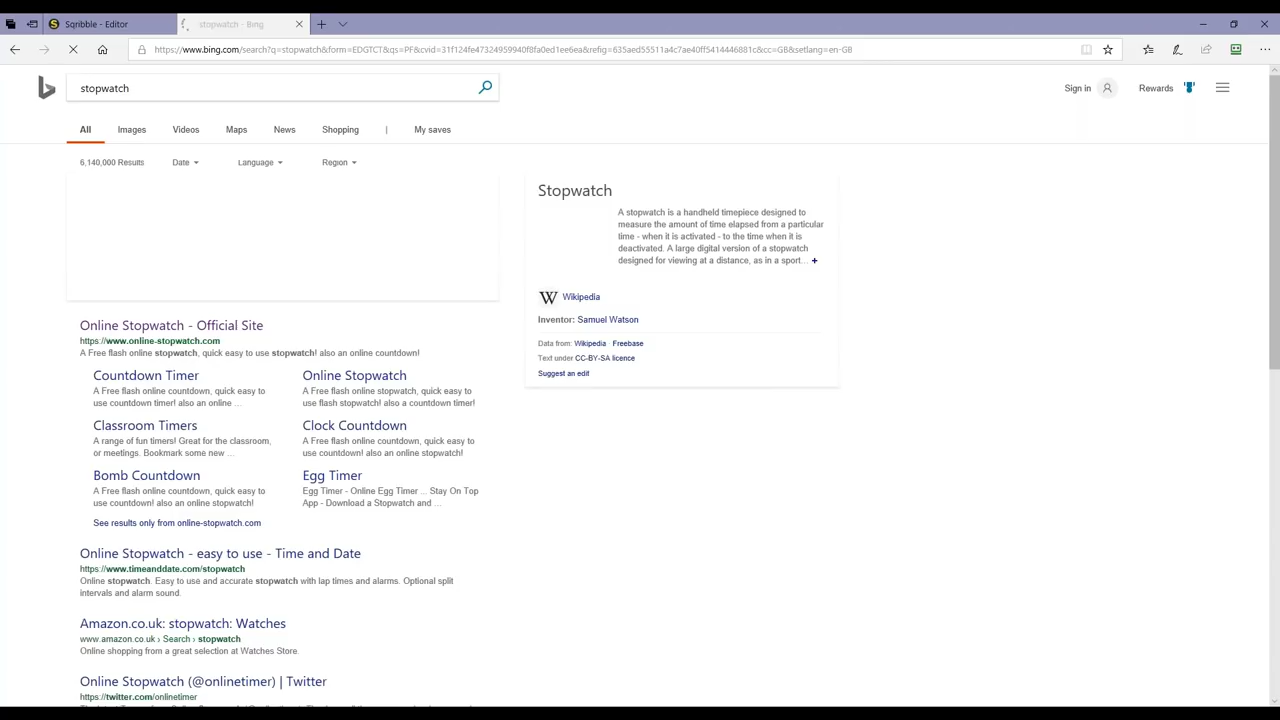 Sqribble - Editor
stopwatch - Bing
https://www.bing.com/search?q=stopwatch&form=EDGTCT&qs=PF&cvid=31f124fe47324959940f8fa0ed1ee6ea&refig=635aed55511a4c7ae40ff5414446881c&cc=GB&setlang=en-GB
stopwatch
Sign in
Rewards
All Images Videos Maps News Shopping | My saves
6,140,000 Results Date Language Region
Stopwatch
A stopwatch is a handheld timepiece designed to
measure the amount of time elapsed from a particular
time - when it is activated - to the time when it is
deactivated. A large digital version of a stopwatch
designed for viewing at a distance, as in a sport... +
W Wikipedia
Inventor: Samuel Watson
Data from: Wikipedia · Freebase
Text under CC-BY-SA licence
Suggest an edit
Online Stopwatch - Official Site
https://www.online-stopwatch.com
A Free flash online stopwatch, quick easy to use stopwatch! also an online countdown!
Countdown Timer
A Free flash online countdown, quick easy to
use countdown timer! also an online ...
Online Stopwatch
A Free flash online stopwatch, quick easy to
use flash stopwatch! also a countdown timer!
Classroom Timers
A range of fun timers! Great for the classroom,
or meetings. Bookmark some new ...
Clock Countdown
A Free flash online countdown, quick easy to
use countdown! also an online stopwatch!
Bomb Countdown
A Free flash online countdown, quick easy to
use countdown! also an online stopwatch!
Egg Timer
Egg Timer - Online Egg Timer ... Stay On Top
App - Download a Stopwatch and ...
See results only from online-stopwatch.com
Online Stopwatch - easy to use - Time and Date
https://www.timeanddate.com/stopwatch
Online stopwatch. Easy to use and accurate stopwatch with lap times and alarms. Optional split
intervals and alarm sound.
Amazon.co.uk: stopwatch: Watches
www.amazon.co.uk › Search › stopwatch
Online shopping from a great selection at Watches Store.
Online Stopwatch (@onlinetimer) | Twitter
https://twitter.com/onlinetimer